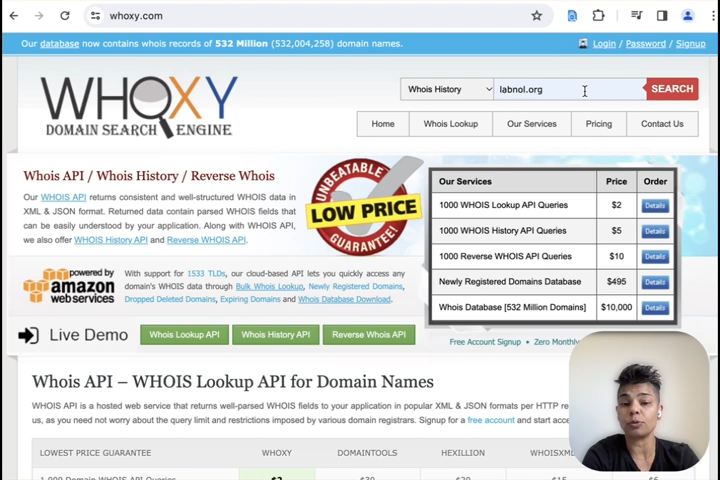 whoxy.com
Our database now contains whois records of 532 Million (532,004,258) domain names.
Login / Password / Signup
WHOXY
DOMAIN SEARCH ENGINE
Whois History
labnol.org
SEARCH
Home
Whois Lookup
Our Services
Pricing
Contact Us
Whois API / Whois History / Reverse Whois
Our WHOIS API returns consistent and well-structured WHOIS data in
XML & JSON format. Returned data contain parsed WHOIS fields that
can be easily understood by your application. Along with WHOIS API,
we also offer WHOIS History API and Reverse WHOIS API.
UNBEATABLE
LOW PRICE
GUARANTEE!
Our Services Price Order
1000 WHOIS Lookup API Queries $2 Details
1000 WHOIS History API Queries $5 Details
1000 Reverse WHOIS API Queries $10 Details
Newly Registered Domains Database $495 Details
Whois Database [532 Million Domains] $10,000 Details
powered by
amazon
web services
With support for 1533 TLDs, our cloud-based API lets you quickly access any
domain's WHOIS data through Bulk Whois Lookup, Newly Registered Domains,
Dropped Deleted Domains, Expiring Domains and Whois Database Download.
Live Demo
Whois Lookup API
Whois History API
Reverse Whois API
Free Account Signup • Zero Monthly
Whois API – WHOIS Lookup API for Domain Names
WHOIS API is a hosted web service that returns well-parsed WHOIS fields to your application in popular XML & JSON formats per HTTP
us, as you need not worry about the query limit and restrictions imposed by various domain registrars. Signup for a free account and start
LOWEST PRICE GUARANTEE WHOXY DOMAINTOOLS HEXILLION
1,000 Domain WHOIS API Queries $2 $30 $20 $15 $6